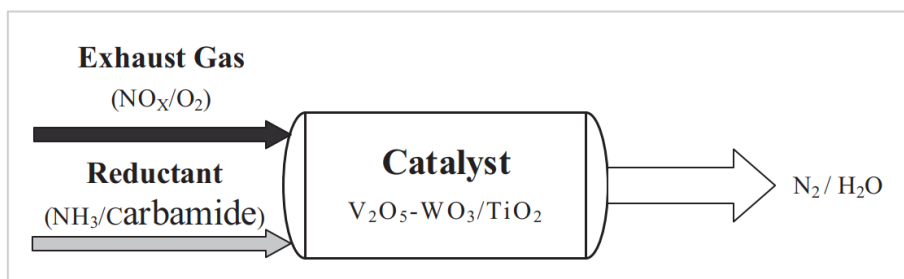 Exhaust Gas
(NOX/O2)
Reductant
(NH3/Carbamide)
Catalyst
V2O5-WO3/TiO2
N2/ H2O